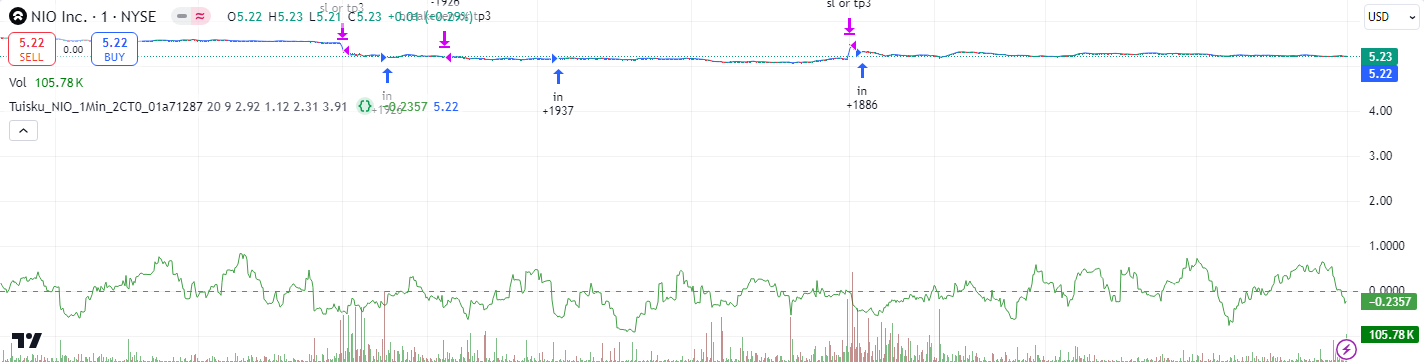 sl or tp3
-1926
sl or tp3
NIO Inc. · 1 · NYSE
O5.22 H5.23 L5.21 C5.23 +0.01 (+0.29%)
tp3
USD
5.22
SELL
0.00
5.22
BUY
5.23
5.22
Vol 105.78 K
Tuisku_NIO_1Min_2CT0_01a71287 20 9 2.92 1.12 2.31 3.91 {} -0.2357 5.22
in
+1926
in
+1937
in
+1886
4.00
3.00
2.00
1.0000
0.0000
-0.2357
105.78 K